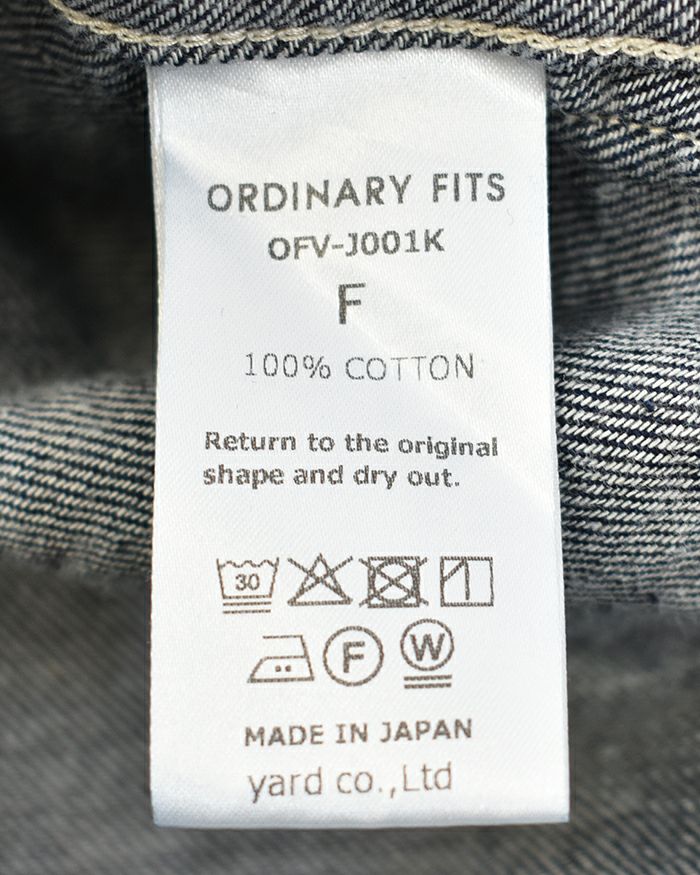 ORDINARY FITS
OFV-J001K
F
100% COTTON
Return to the original
shape and dry out.
30
F W
MADE IN JAPAN
yard co.,Ltd